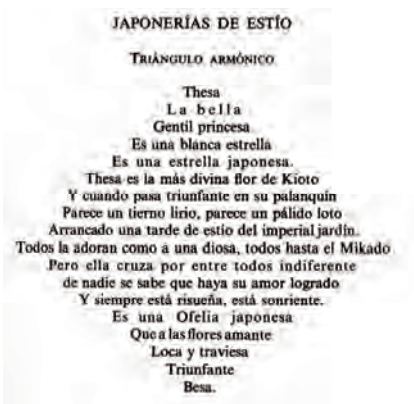 JAPONERÍAS DE ESTÍO
TRIÁNGULO ARMÓNICO
Thesa
La bella
Gentil princesa
Es una blanca estrella
Es una estrella japonesa.
Thesa es la más divina flor de Kioto
Y cuando pasa triunfante en su palanquín
Parece un tierno lirio, parece un pálido loto
Arrancado una tarde de estío del imperial jardín.
Todos la adoran como a una diosa, todos hasta el Mikado
Pero ella cruza por entre todos indiferente
de nadie se sabe que haya su amor logrado
Y siempre está risueña, está sonriente.
Es una Ofelia japonesa
Que a las flores amante
Loca y traviesa
Triunfante
Besa.